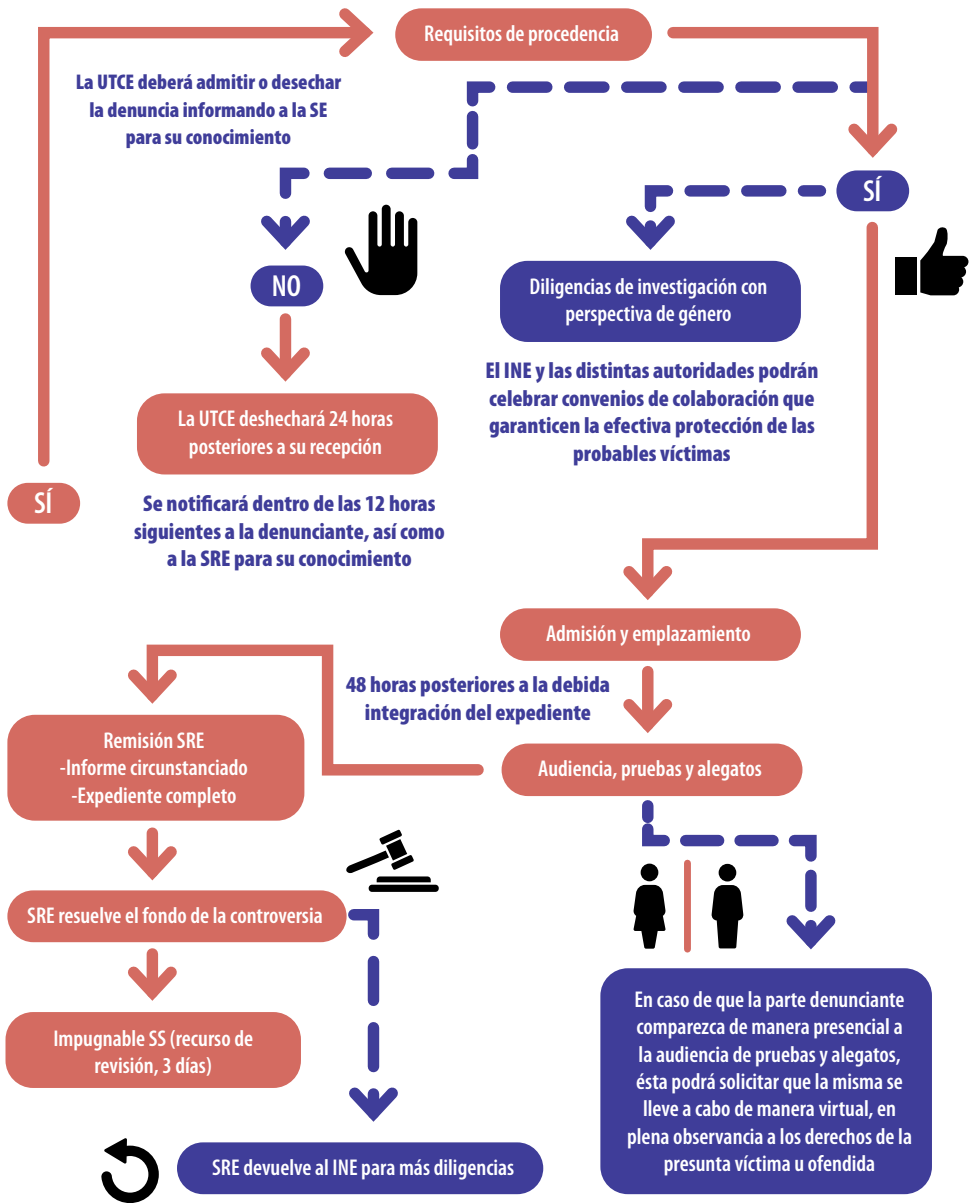 Requisitos de procedencia
La UTCE deberá admitir o desechar
la denuncia informando a la SE
para su conocimiento
SÍ
NO
Diligencias de investigación con
perspectiva de género
El INE y las distintas autoridades podrán
celebrar convenios de colaboración que
garanticen la efectiva protección de las
probables víctimas
La UTCE deshechará 24 horas
posteriores a su recepción
SÍ
Se notificará dentro de las 12 horas
siguientes a la denunciante, así como
a la SRE para su conocimiento
Admisión y emplazamiento
48 horas posteriores a la debida
integración del expediente
Remisión SRE
-Informe circunstanciado
-Expediente completo
Audiencia, pruebas y alegatos
SRE resuelve el fondo de la controversia
Impugnable SS (recurso de
revisión, 3 días)
En caso de que la parte denunciante
comparezca de manera presencial a
la audiencia de pruebas y alegatos,
ésta podrá solicitar que la misma se
lleve a cabo de manera virtual, en
plena observancia a los derechos de la
presunta víctima u ofendida
SRE devuelve al INE para más diligencias